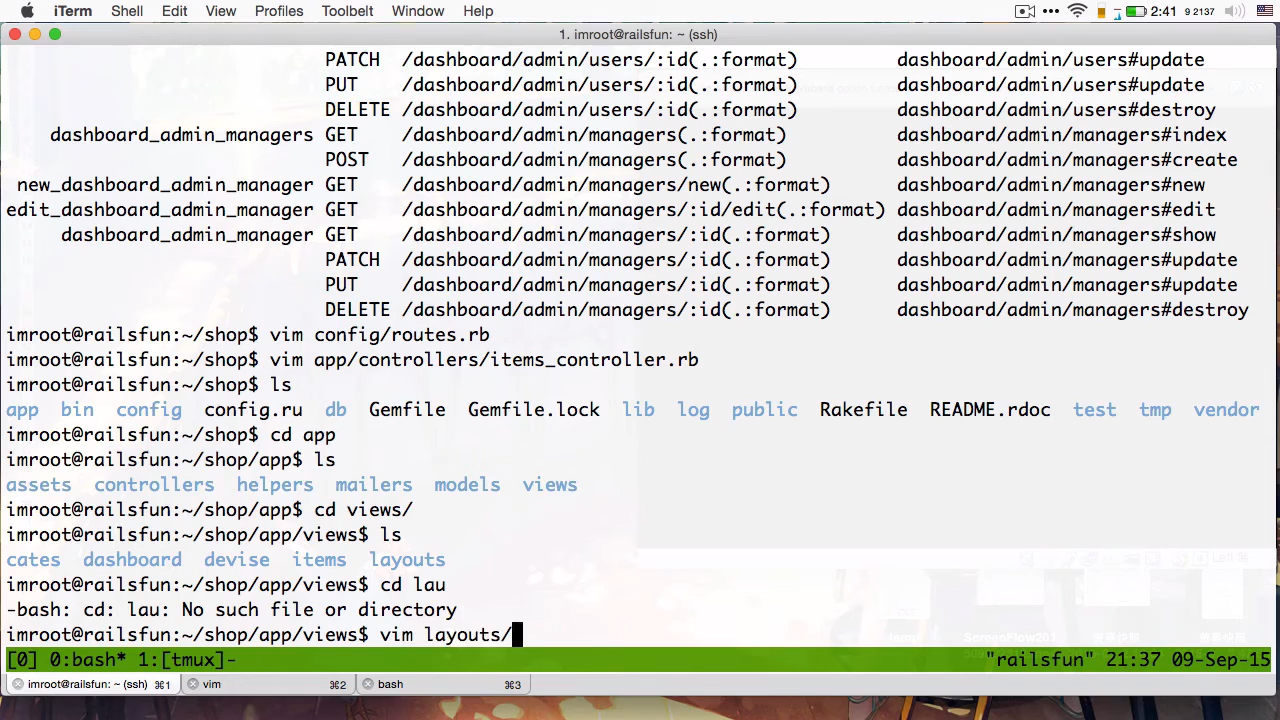 iTerm Shell Edit View Profiles Toolbelt Window Help 2:41 9 2137
1. imroot@railsfun: ~ (ssh)
PATCH /dashboard/admin/users/:id(.:format) dashboard/admin/users#update
PUT /dashboard/admin/users/:id(.:format) dashboard/admin/users#update
DELETE /dashboard/admin/users/:id(.:format) dashboard/admin/users#destroy
dashboard_admin_managers GET /dashboard/admin/managers(.:format) dashboard/admin/managers#index
POST /dashboard/admin/managers(.:format) dashboard/admin/managers#create
new_dashboard_admin_manager GET /dashboard/admin/managers/new(.:format) dashboard/admin/managers#new
edit_dashboard_admin_manager GET /dashboard/admin/managers/:id/edit(.:format) dashboard/admin/managers#edit
dashboard_admin_manager GET /dashboard/admin/managers/:id(.:format) dashboard/admin/managers#show
PATCH /dashboard/admin/managers/:id(.:format) dashboard/admin/managers#update
PUT /dashboard/admin/managers/:id(.:format) dashboard/admin/managers#update
DELETE /dashboard/admin/managers/:id(.:format) dashboard/admin/managers#destroy
imroot@railsfun:~/shop$ vim config/routes.rb
imroot@railsfun:~/shop$ vim app/controllers/items_controller.rb
imroot@railsfun:~/shop$ ls
app bin config config.ru db Gemfile Gemfile.lock lib log public Rakefile README.rdoc test tmp vendor
imroot@railsfun:~/shop$ cd app
imroot@railsfun:~/shop/app$ ls
assets controllers helpers mailers models views
imroot@railsfun:~/shop/app$ cd views/
imroot@railsfun:~/shop/app/views$ ls
cates dashboard devise items layouts
imroot@railsfun:~/shop/app/views$ cd lau
-bash: cd: lau: No such file or directory
imroot@railsfun:~/shop/app/views$ vim layouts/
[0] 0:bash* 1:[tmux]- "railsfun" 21:37 09-Sep-15
imroot@railsfun: ~ (ssh) ⌘1 vim ⌘2 bash ⌘3